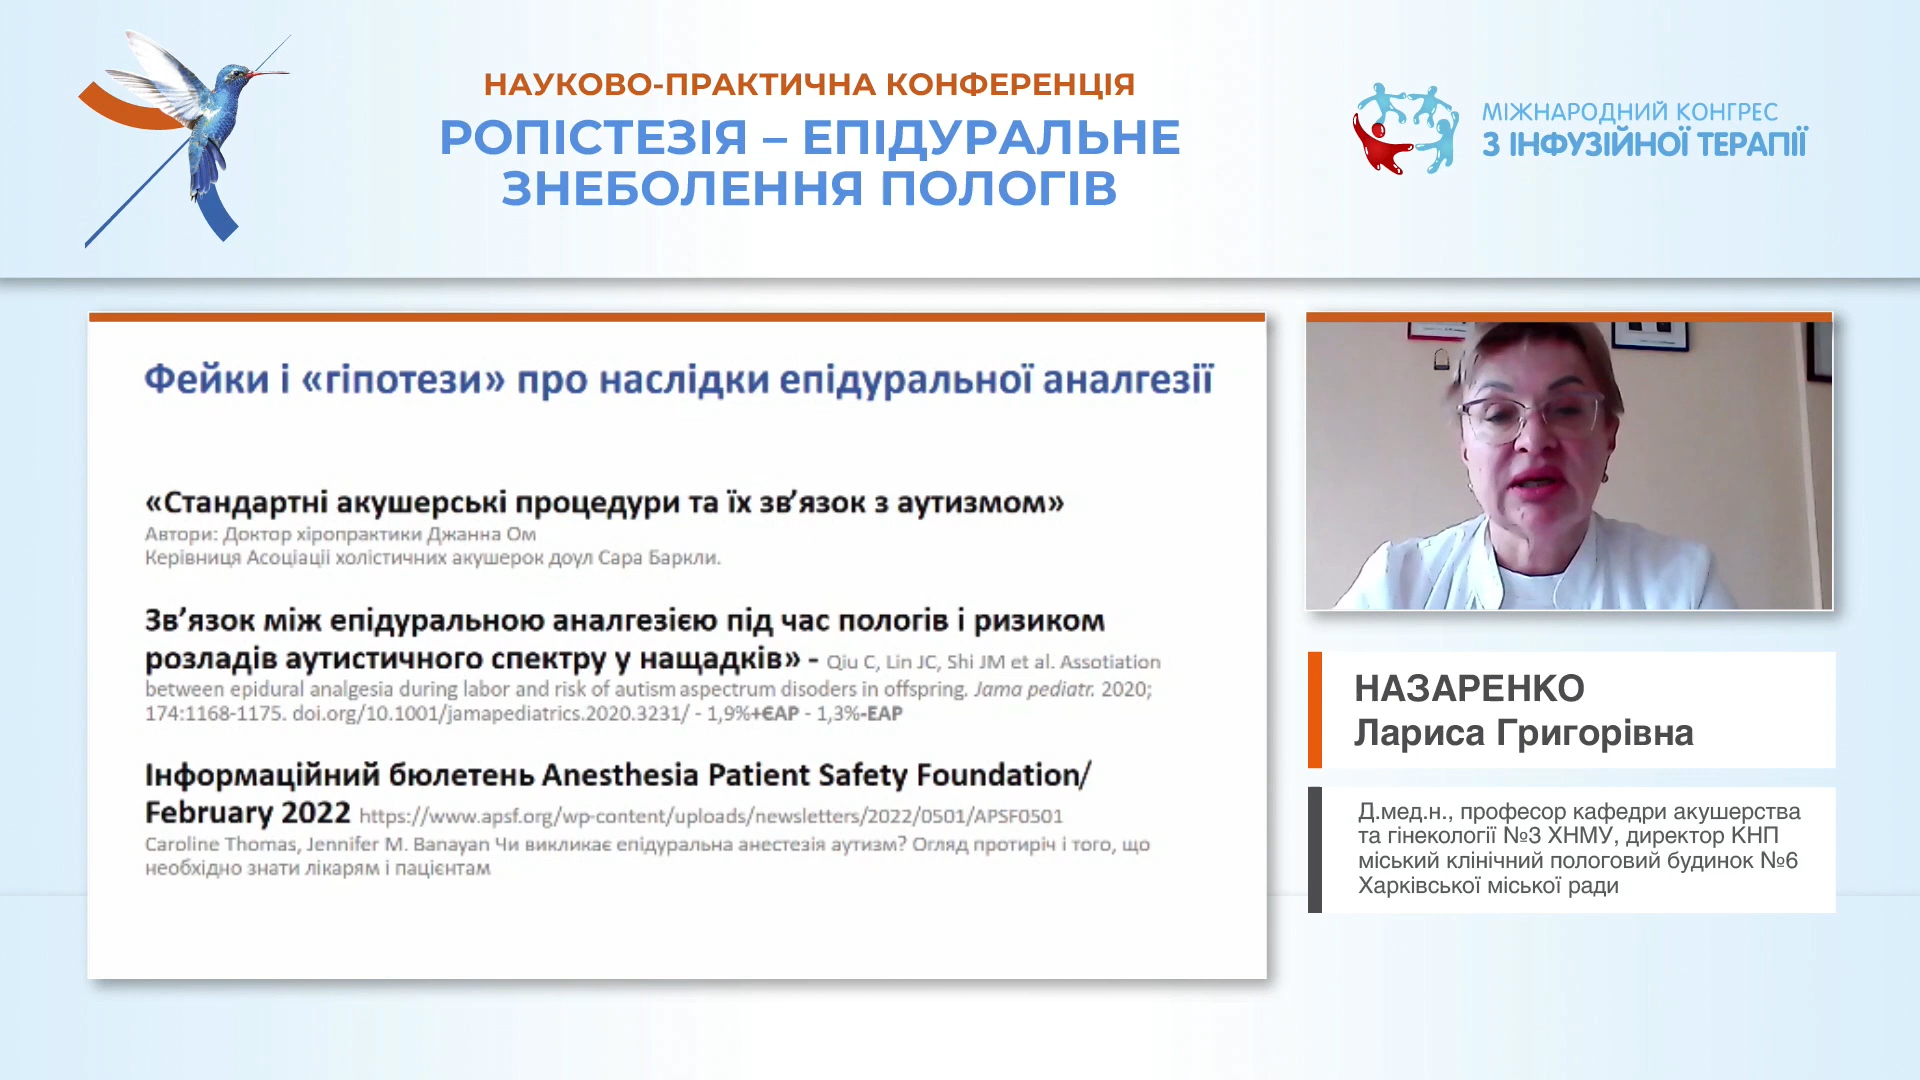 НАУКОВО-ПРАКТИЧНА КОНФЕРЕНЦІЯ
РОПІСТЕЗІЯ – ЕПІДУРАЛЬНЕ
ЗНЕБОЛЕННЯ ПОЛОГІВ
МІЖНАРОДНИЙ КОНГРЕС
З ІНФУЗІЙНОЇ ТЕРАПІЇ
Фейки і «гіпотези» про наслідки епідуральної аналгезії
«Стандартні акушерські процедури та їх зв’язок з аутизмом»
Автори: Доктор хіропрактики Джанна Ом
Керівниця Асоціації холістичних акушерок доул Сара Баркли.
Зв’язок між епідуральною аналгезією під час пологів і ризиком
розладів аутистичного спектру у нащадків» - Qiu C, Lin JC, Shi JM et al. Assotiation
between epidural analgesia during labor and risk of autism aspectrum disoders in offspring. Jama pediatr. 2020;
174:1168-1175. doi.org/10.1001/jamapediatrics.2020.3231/ - 1,9%+ЄАР - 1,3%-ЕАР
Інформаційний бюлетень Anesthesia Patient Safety Foundation/
February 2022 https://www.apsf.org/wp-content/uploads/newsletters/2022/0501/APSF0501
Caroline Thomas, Jennifer M. Banayan Чи викликає епідуральна анестезія аутизм? Огляд протиріч і того, що
необхідно знати лікарям і пацієнтам
НАЗАРЕНКО
Лариса Григорівна
Д.мед.н., професор кафедри акушерства
та гінекології №3 ХНМУ, директор КНП
міський клінічний пологовий будинок №6
Харківської міської ради